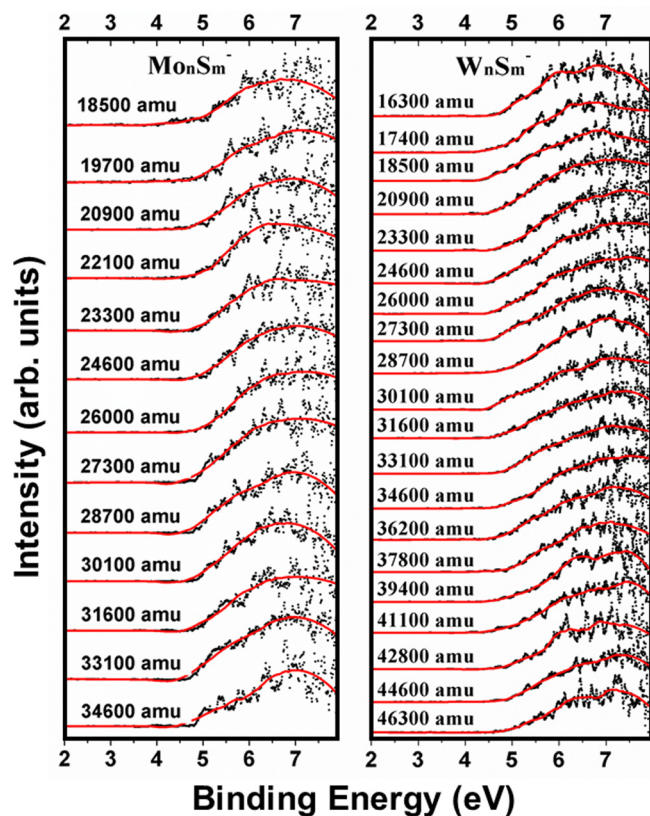 2 3 4 5 6 7
2 3 4 5 6 7
MonSm-
WnSm-
18500 amu
19700 amu
20900 amu
22100 amu
23300 amu
24600 amu
26000 amu
27300 amu
28700 amu
30100 amu
31600 amu
33100 amu
34600 amu
16300 amu
17400 amu
18500 amu
20900 amu
23300 amu
24600 amu
26000 amu
27300 amu
28700 amu
30100 amu
31600 amu
33100 amu
34600 amu
36200 amu
37800 amu
39400 amu
41100 amu
42800 amu
44600 amu
46300 amu
2 3 4 5 6 7
2 3 4 5 6 7
Intensity (arb. units)
Binding Energy (eV)